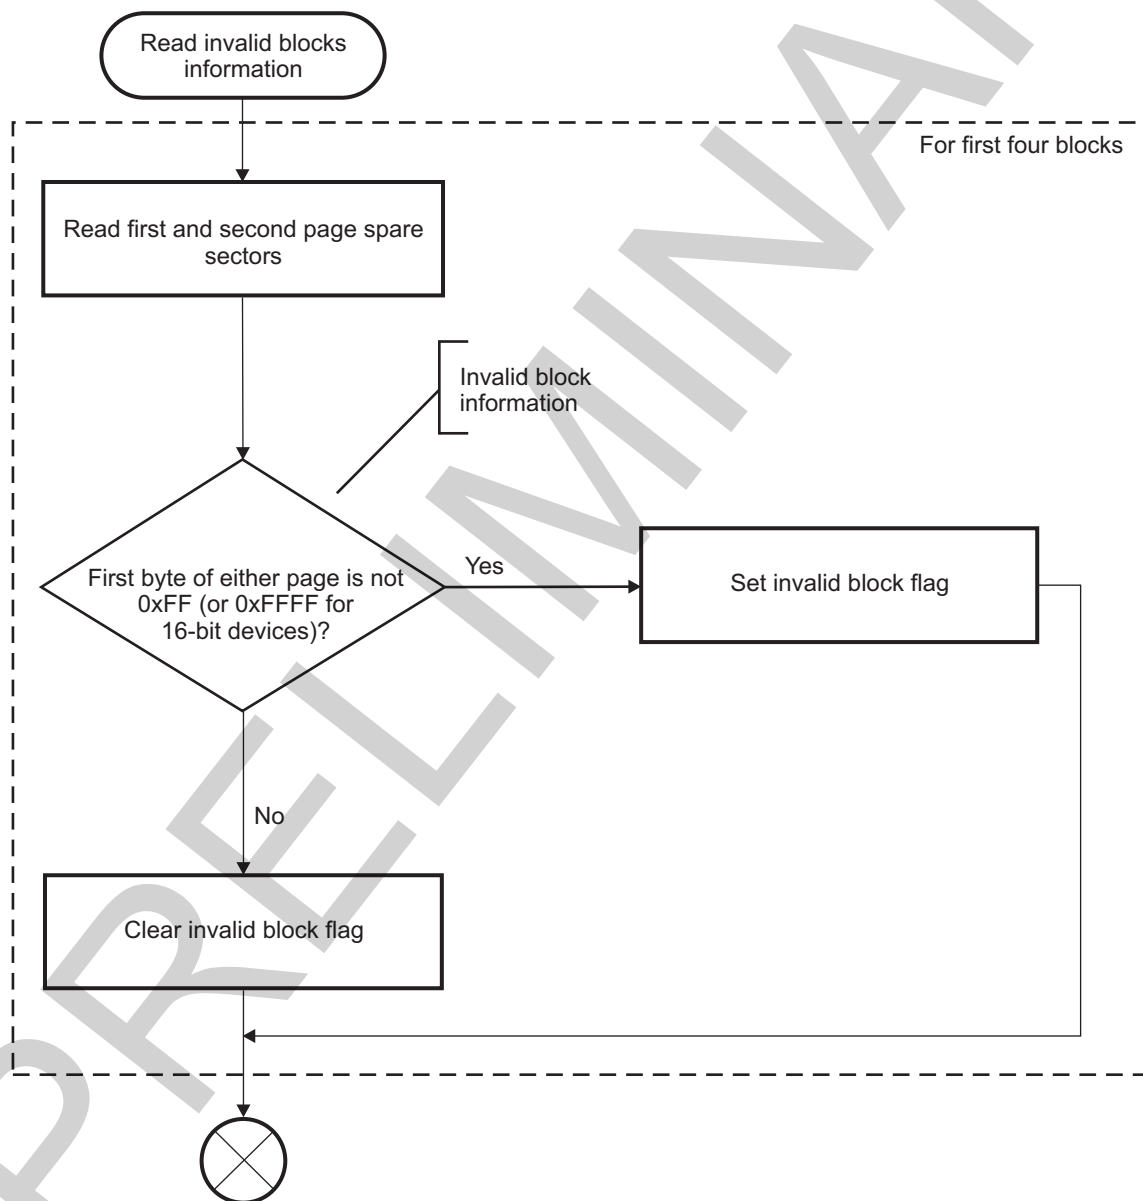 Read invalid blocks
information
For first four blocks
Read first and second page spare
sectors
Invalid block
information
First byte of either page is not
0xFF (or 0xFFFF for
16-bit devices)?
Yes
Set invalid block flag
No
Clear invalid block flag
PRELIMINA